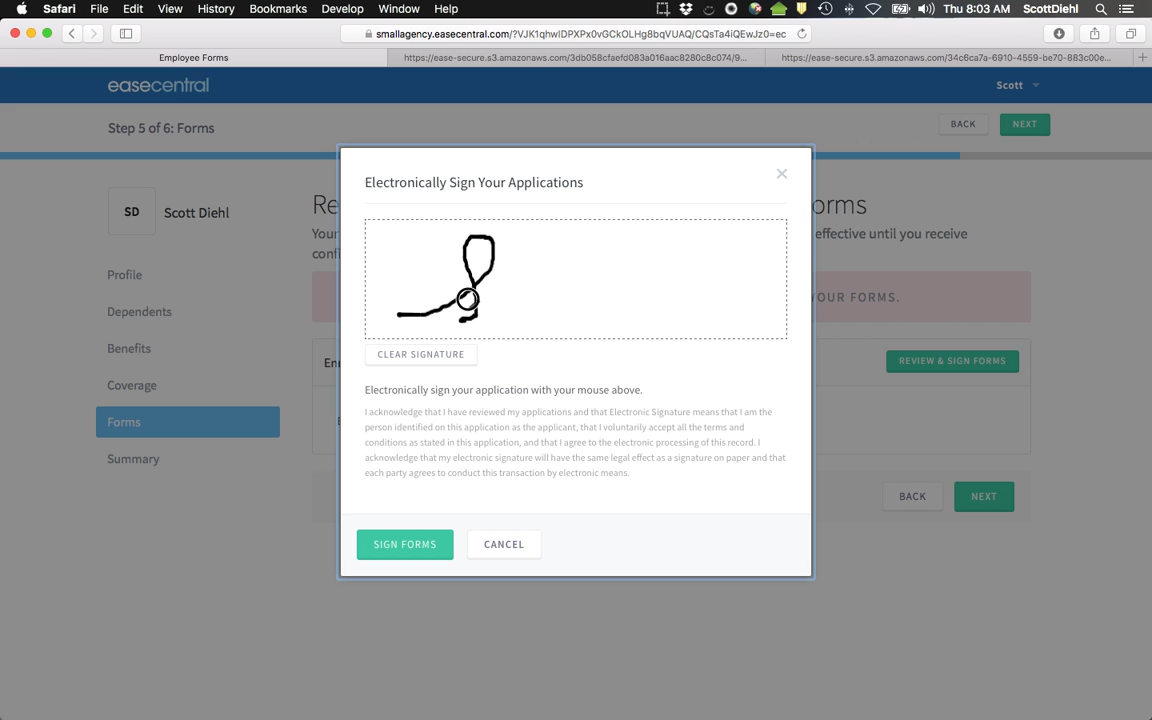 Safari File Edit View History Bookmarks Develop Window Help Thu 8:03 AM ScottDiehl
smallagency.easecentral.com/?VJK1qhwIDPXPx0vGCkOLHg8bqVUAQ/CQsTa4iQEwJz0=ec
Employee Forms https://ease-secure.s3.amazonaws.com/3db058cfaefd083a016aac8280c8c074/9... https://ease-secure.s3.amazonaws.com/34c6ca7a-6910-4559-be70-883c00e...
easecentral Scott
Step 5 of 6: Forms BACK NEXT
Electronically Sign Your Applications
SD Scott Diehl Re orms
Your effective until you receive
confi
Profile
OUR FORMS.
Dependents
Benefits
CLEAR SIGNATURE
En REVIEW & SIGN FORMS
Coverage
Electronically sign your application with your mouse above.
I acknowledge that I have reviewed my applications and that Electronic Signature means that I am the
person identified on this application as the applicant, that I voluntarily accept all the terms and
conditions as stated in this application, and that I agree to the electronic processing of this record. I
acknowledge that my electronic signature will have the same legal effect as a signature on paper and that
each party agrees to conduct this transaction by electronic means.
Forms
Summary
BACK NEXT
SIGN FORMS CANCEL